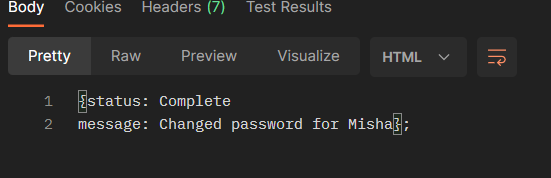 Body Cookies Headers (7) Test Results
Pretty Raw Preview Visualize HTML
1 {status: Complete
2 message: Changed password for Misha};